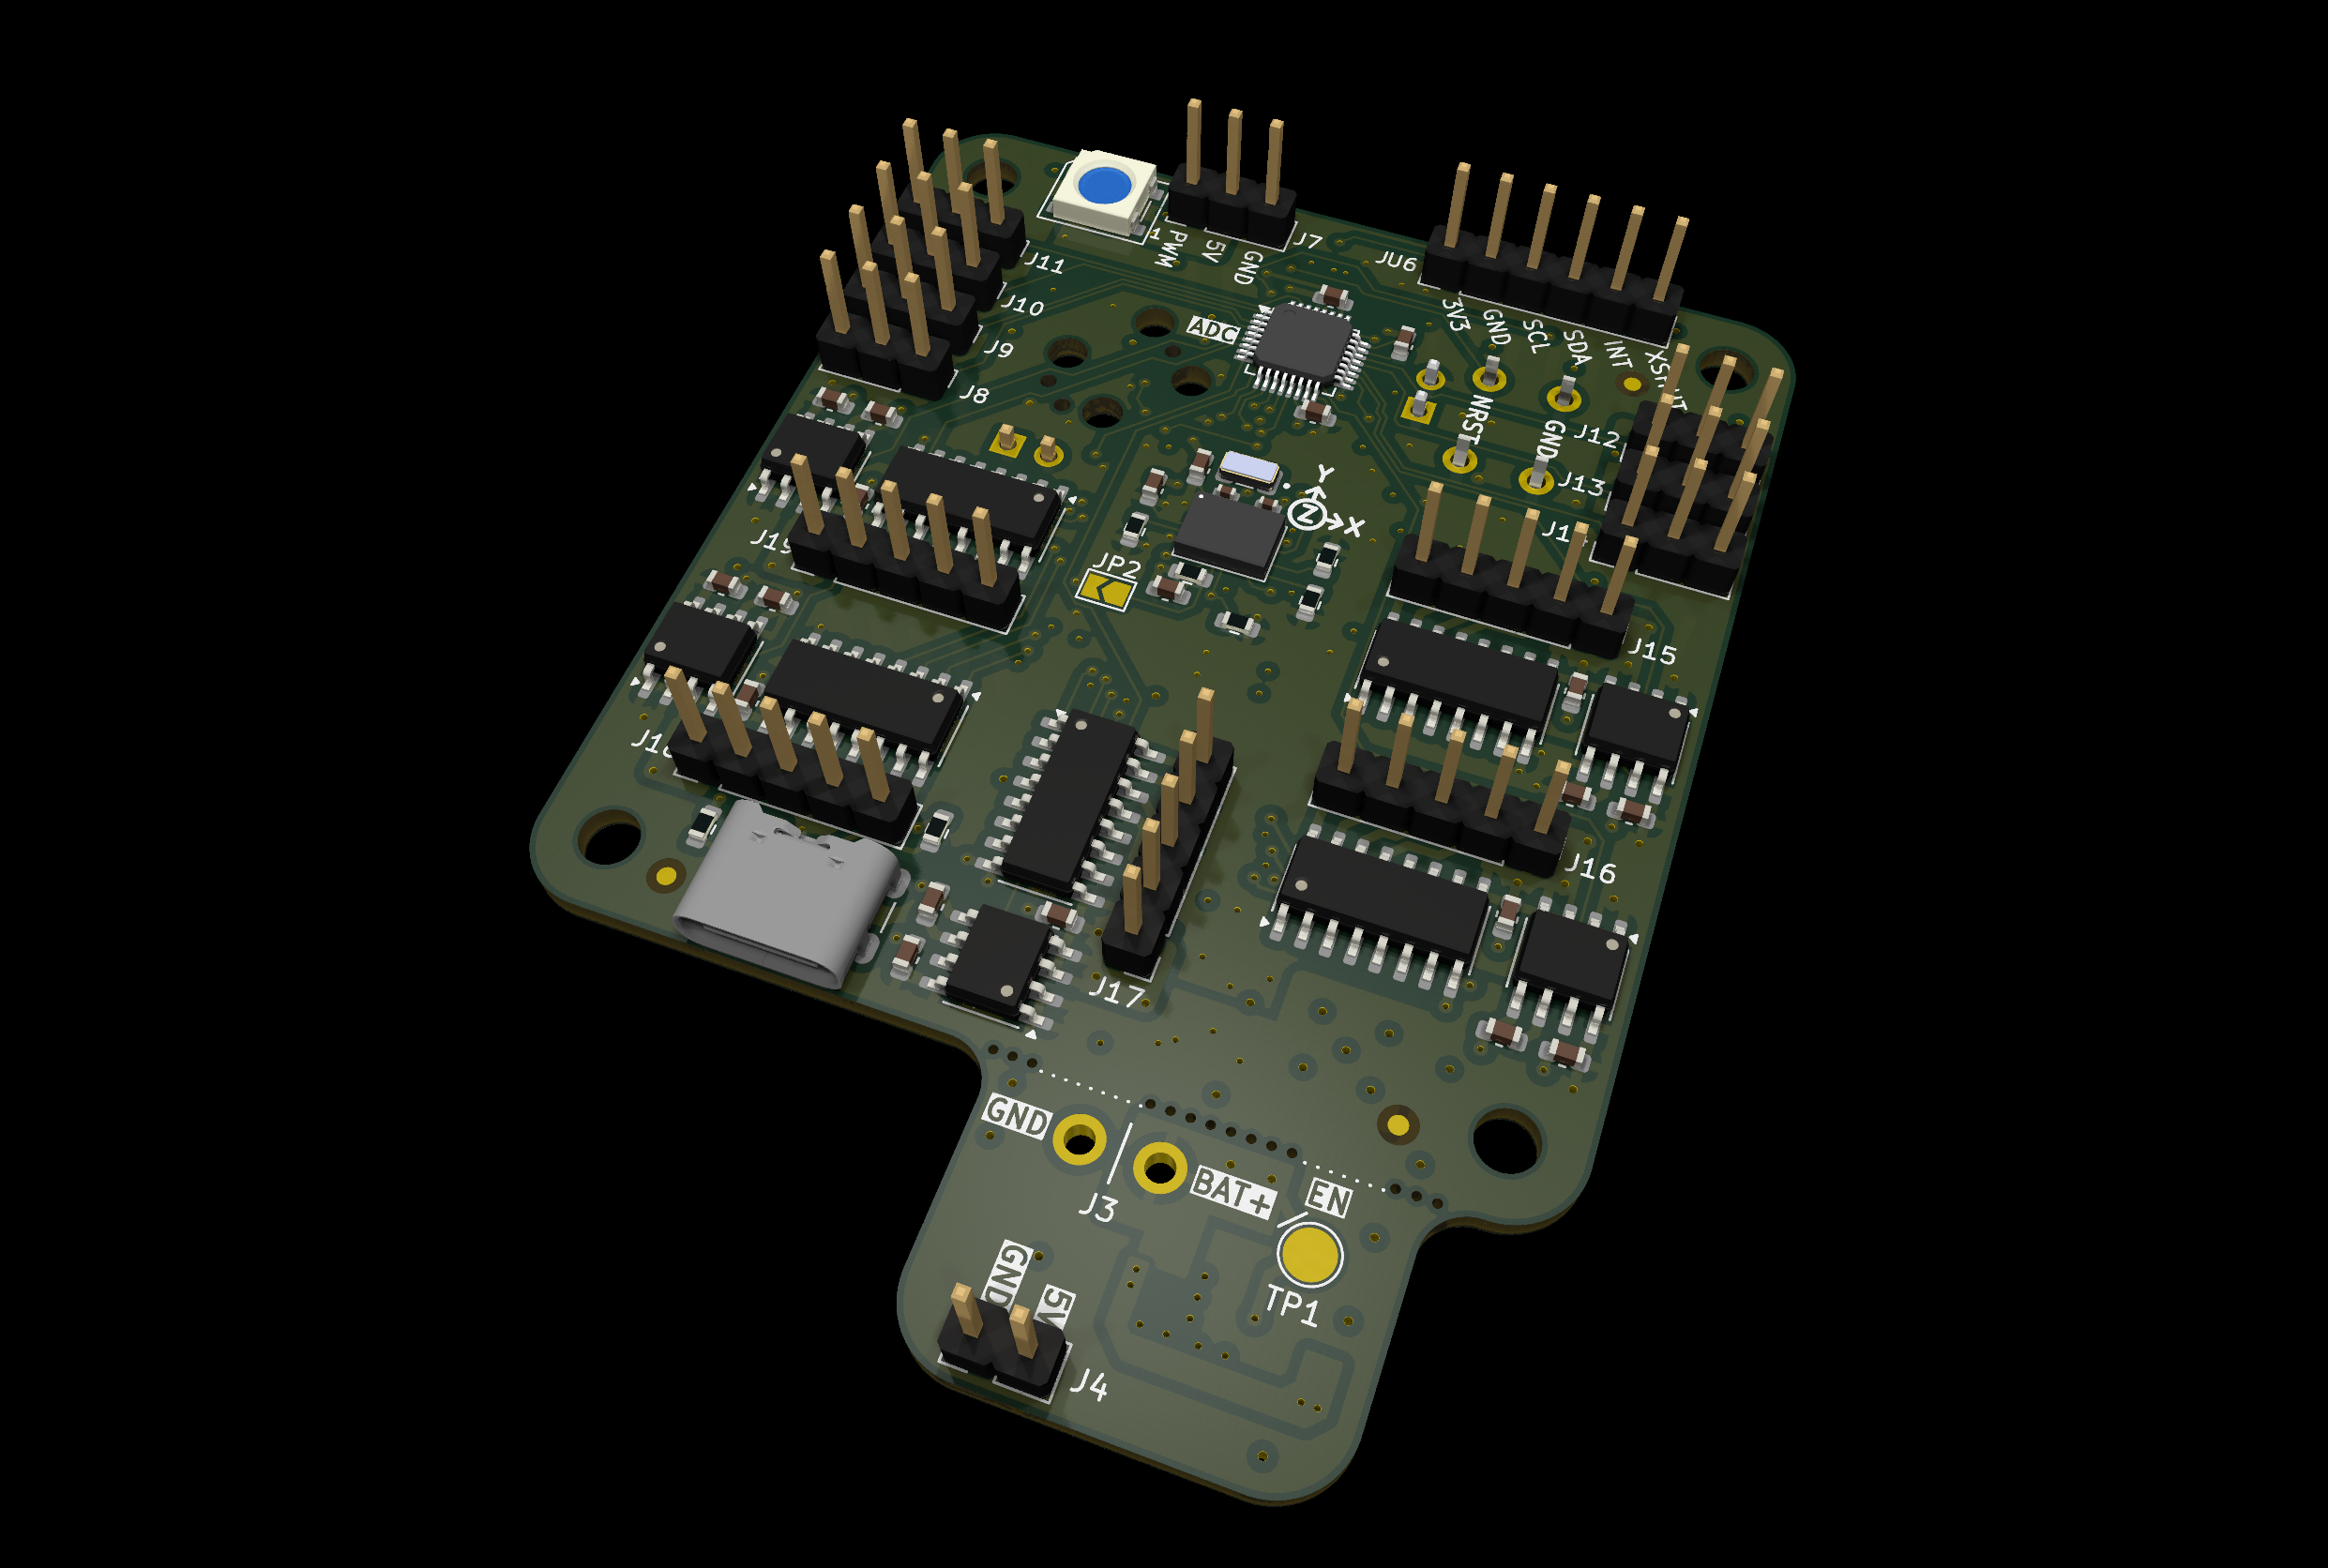 1
PWM
5V
GND
J7
J11
J10
J9
J8
JU6
3V3
GND
SCL
SDA
INT
ADC
NRST
GND
J12
J13
Y
Z
X
JP2
J19
J15
J16
J17
GND
BAT+
J3
EN
TP1
GND
5V
J4